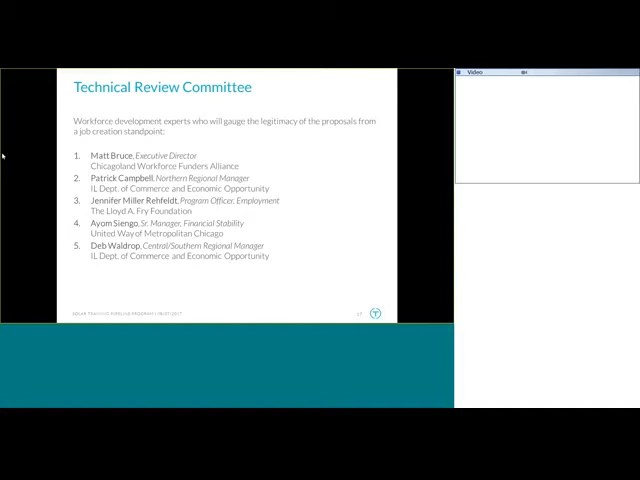 Technical Review Committee
Video
Workforce development experts who will gauge the legitimacy of the proposals from
a job creation standpoint:
1. Matt Bruce, Executive Director
Chicagoland Workforce Funders Alliance
2. Patrick Campbell, Northern Regional Manager
IL Dept. of Commerce and Economic Opportunity
3. Jennifer Miller Rehfeldt, Program Officer, Employment
The Lloyd A. Fry Foundation
4. Ayom Siengo, Sr. Manager, Financial Stability
United Way of Metropolitan Chicago
5. Deb Waldrop, Central/Southern Regional Manager
IL Dept. of Commerce and Economic Opportunity
SOLAR TRAINING PIPELINE PROGRAM |